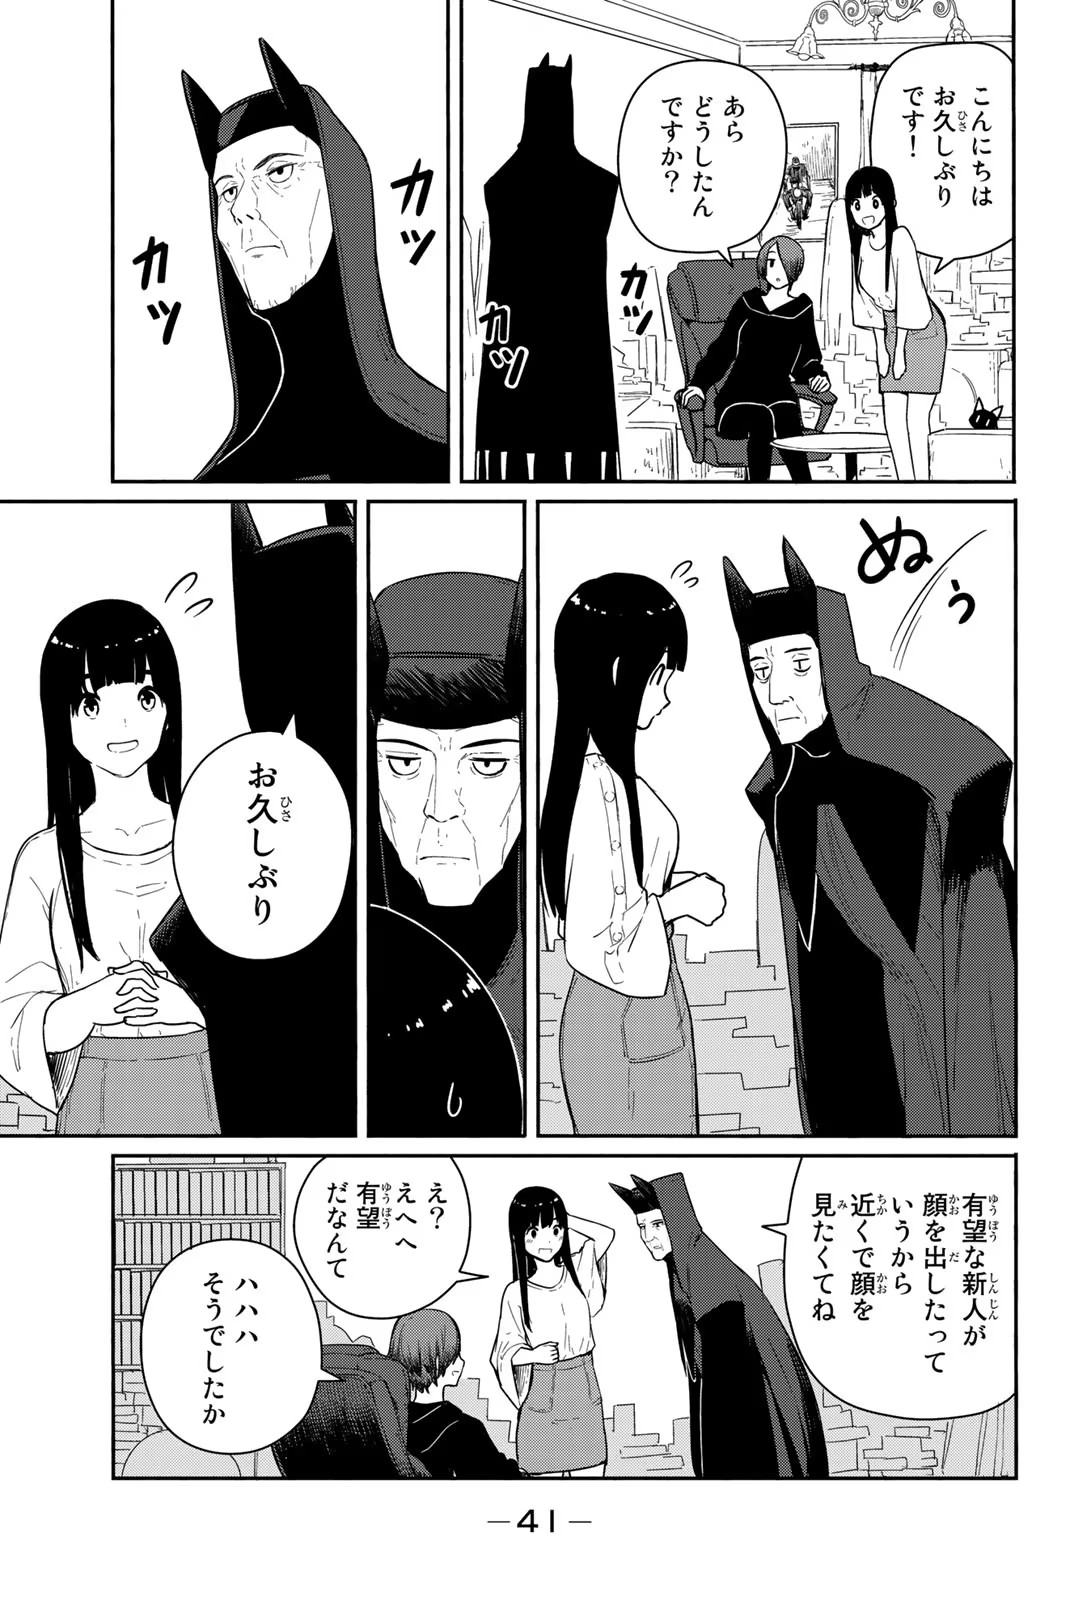 こんにちは
お久しぶり
です!
あら
どうしたん
ですか?
カッ
カッ
カッ
カッ
ぬぅ
お久しぶり
有望な新人が
顔を出したって
いうから
近くで顔を
見たくてね
え?
えへへ
有望
だなんて
ハハハ
そうでしたか
—41—